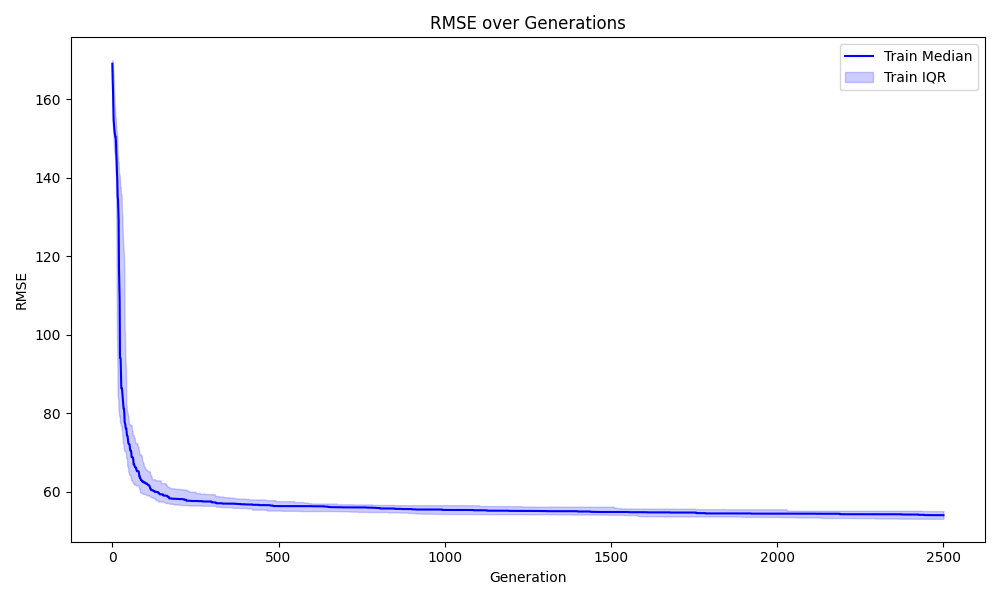 RMSE over Generations
Train Median
Train IQR
RMSE
160
140
120
100
80
60
0 500 1000 1500 2000 2500
Generation